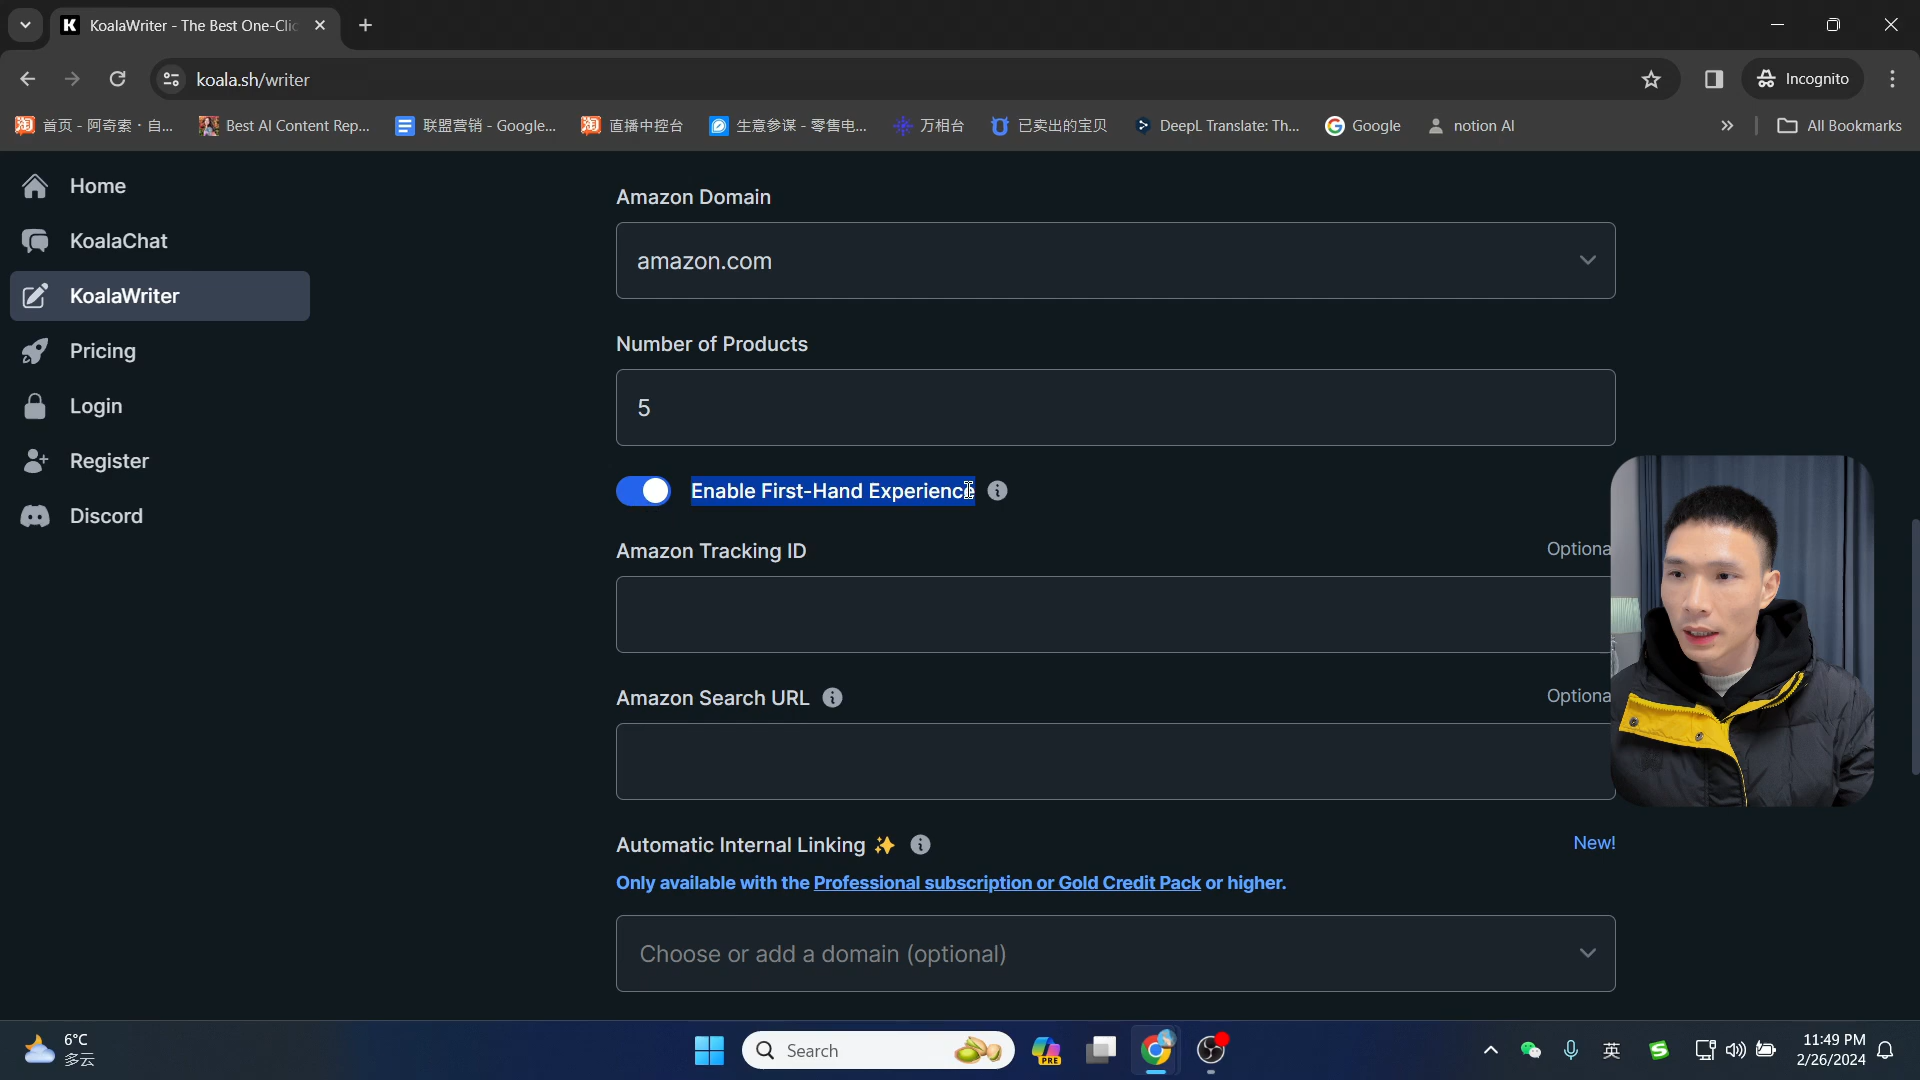 KoalaWriter - The Best One-Clic
koala.sh/writer
Incognito
首页 - 阿奇索 · 自...
Best AI Content Rep...
联盟营销 - Google...
直播中控台
生意参谋 - 零售电...
万相台
已卖出的宝贝
DeepL Translate: Th...
Google
notion AI
All Bookmarks
Home
KoalaChat
KoalaWriter
Pricing
Login
Register
Discord
Amazon Domain
amazon.com
Number of Products
5
Enable First-Hand Experience
Amazon Tracking ID
Optiona
Amazon Search URL
Optiona
Automatic Internal Linking ✨
New!
Only available with the Professional subscription or Gold Credit Pack or higher.
Choose or add a domain (optional)
6°C
多云
Search
PRE
英
11:49 PM
2/26/2024